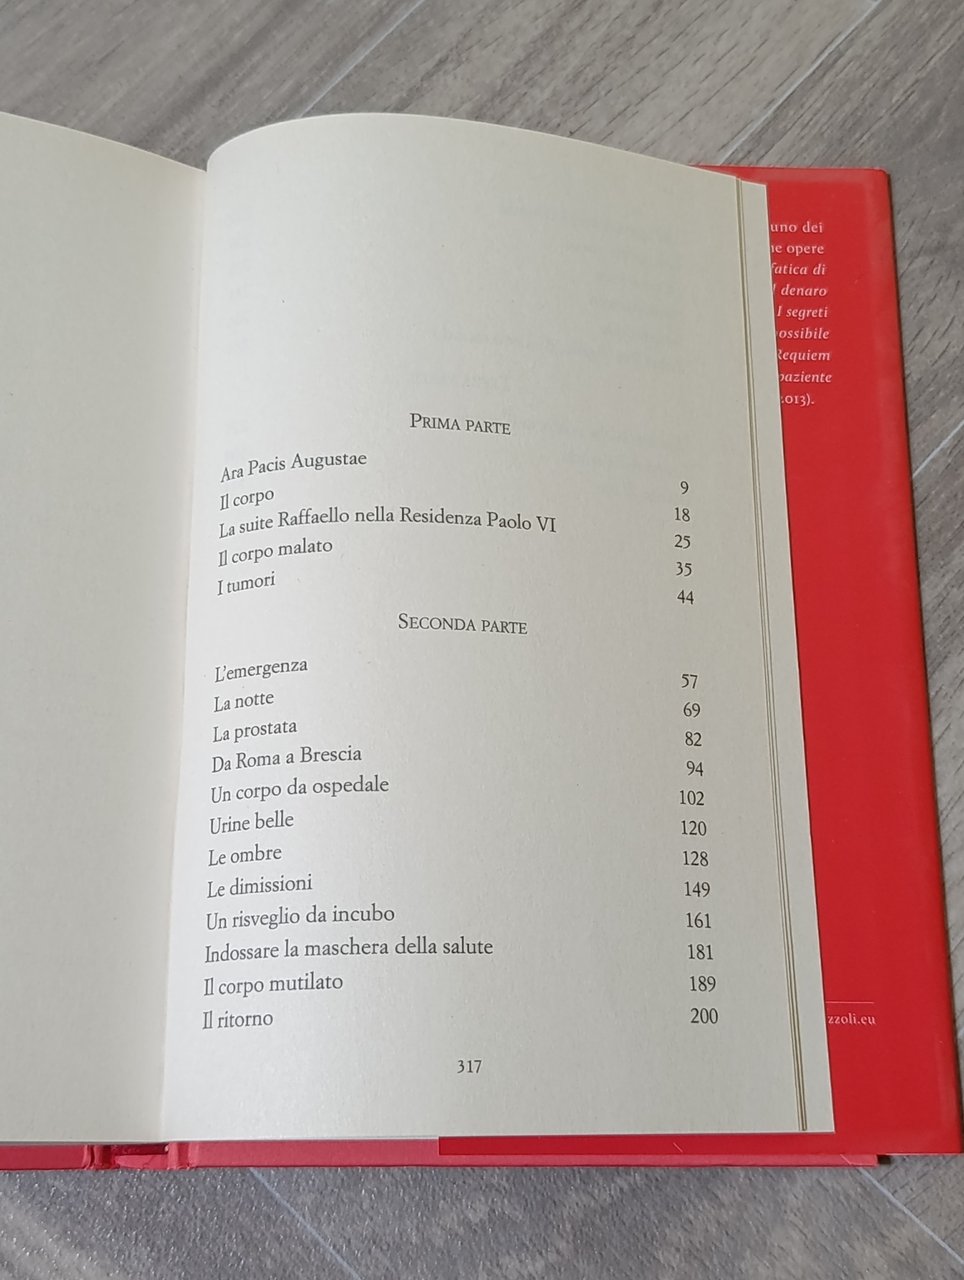 PRIMA PARTE
Ara Pacis Augustae 9
Il corpo 18
La suite Raffaello nella Residenza Paolo VI 25
Il corpo malato 35
I tumori 44
SECONDA PARTE
L'emergenza 57
La notte 69
La prostata 82
Da Roma a Brescia 94
Un corpo da ospedale 102
Urine belle 120
Le ombre 128
Le dimissioni 149
Un risveglio da incubo 161
Indossare la maschera della salute 181
Il corpo mutilato 189
Il ritorno 200
317
uno dei
opere
fatica di
denaro
I segreti
Requiem
paziente